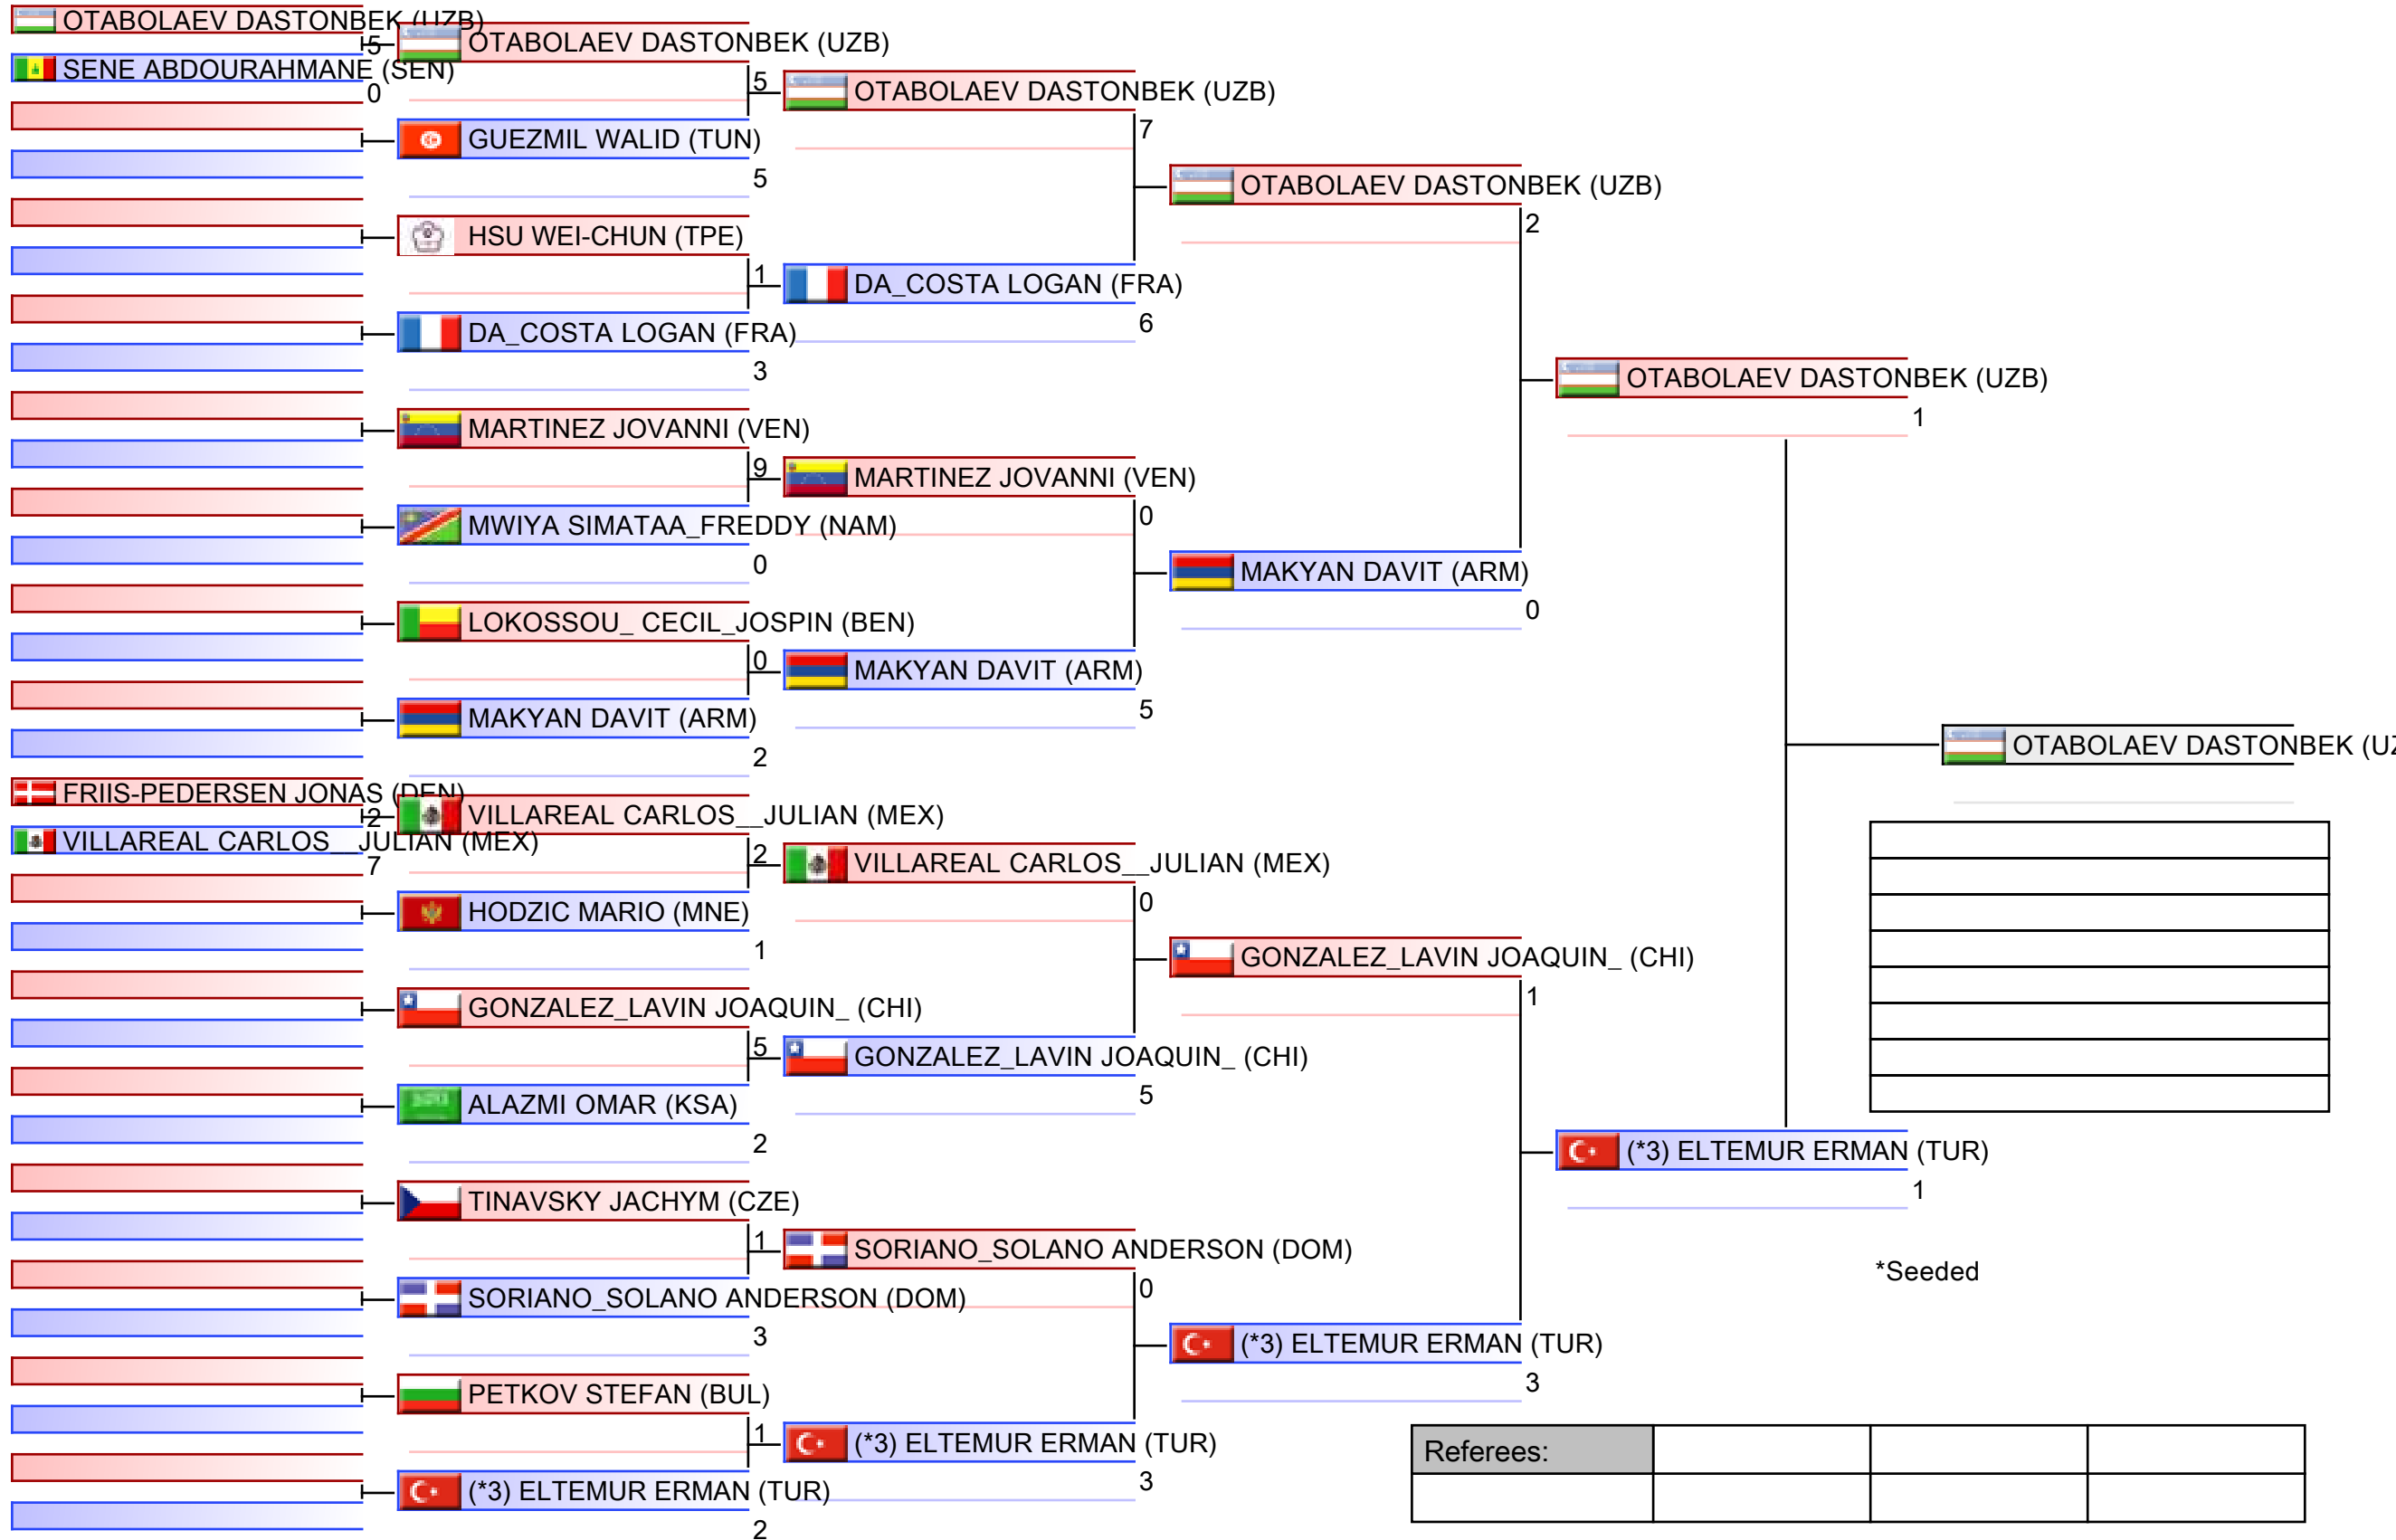 OTABOLAEV DASTONBEK (UZB)
5
SENE ABDOURAHMANE (SEN)
0
FRIIS-PEDERSEN JONAS (DEN)
2
VILLAREAL CARLOS__JULIAN (MEX)
7
OTABOLAEV DASTONBEK (UZB)
5
GUEZMIL WALID (TUN)
5
HSU WEI-CHUN (TPE)
1
DA_COSTA LOGAN (FRA)
3
MARTINEZ JOVANNI (VEN)
9
MWIYA SIMATAA_FREDDY (NAM)
0
LOKOSSOU_ CECIL_JOSPIN (BEN)
0
MAKYAN DAVIT (ARM)
2
VILLAREAL CARLOS__JULIAN (MEX)
2
HODZIC MARIO (MNE)
1
GONZALEZ_LAVIN JOAQUIN_ (CHI)
5
ALAZMI OMAR (KSA)
2
TINAVSKY JACHYM (CZE)
1
SORIANO_SOLANO ANDERSON (DOM)
3
PETKOV STEFAN (BUL)
1
(*3) ELTEMUR ERMAN (TUR)
2
OTABOLAEV DASTONBEK (UZB)
7
DA_COSTA LOGAN (FRA)
6
MARTINEZ JOVANNI (VEN)
0
MAKYAN DAVIT (ARM)
5
VILLAREAL CARLOS__JULIAN (MEX)
0
GONZALEZ_LAVIN JOAQUIN_ (CHI)
5
SORIANO_SOLANO ANDERSON (DOM)
0
(*3) ELTEMUR ERMAN (TUR)
3
OTABOLAEV DASTONBEK (UZB)
2
MAKYAN DAVIT (ARM)
0
GONZALEZ_LAVIN JOAQUIN_ (CHI)
1
(*3) ELTEMUR ERMAN (TUR)
3
OTABOLAEV DASTONBEK (UZB)
1
(*3) ELTEMUR ERMAN (TUR)
1
OTABOLAEV DASTONBEK (UZ
*Seeded
Referees: